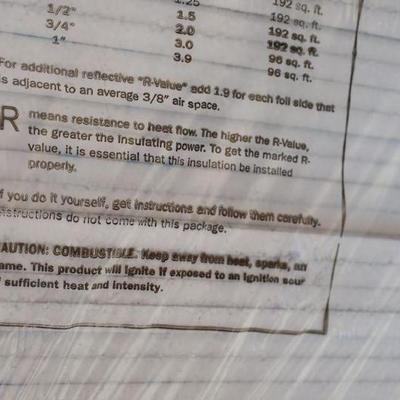 1.25 192 sq. ft.
1/2" 1.5 192 sq. ft.
3/4" 2.0 192 sq. ft.
1" 3.0 96 sq. ft.
3.9 96 sq. ft.
For additional reflective "R-Value" add 1.9 for each foil side that
is adjacent to an average 3/8" air space.
R means resistance to heat flow. The higher the R-Value,
the greater the insulating power. To get the marked R-
value, it is essential that this insulation be installed
properly.
f you do it yourself, get instructions and follow them carefully.
nstructions do not come with this package.
CAUTION: COMBUSTIBLE. Keep away from heat, sparks, an
ame. This product will ignite if exposed to an ignition sour
f sufficient heat and intensity.